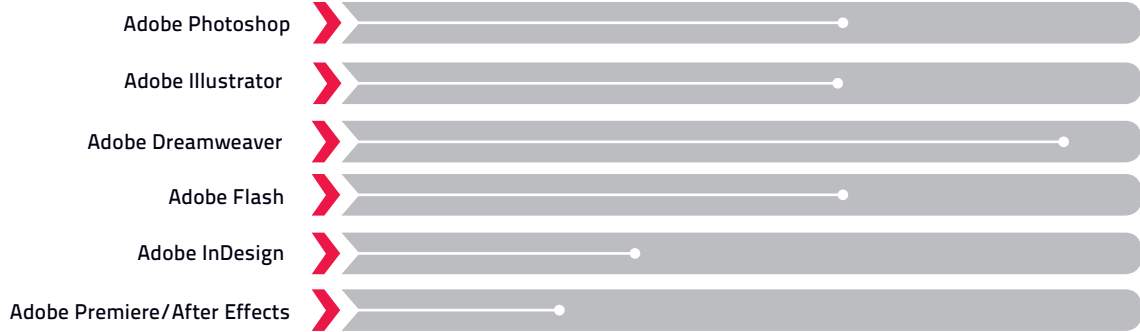 Adobe Photoshop
Adobe Illustrator
Adobe Dreamweaver
Adobe Flash
Adobe InDesign
Adobe Premiere/After Effects